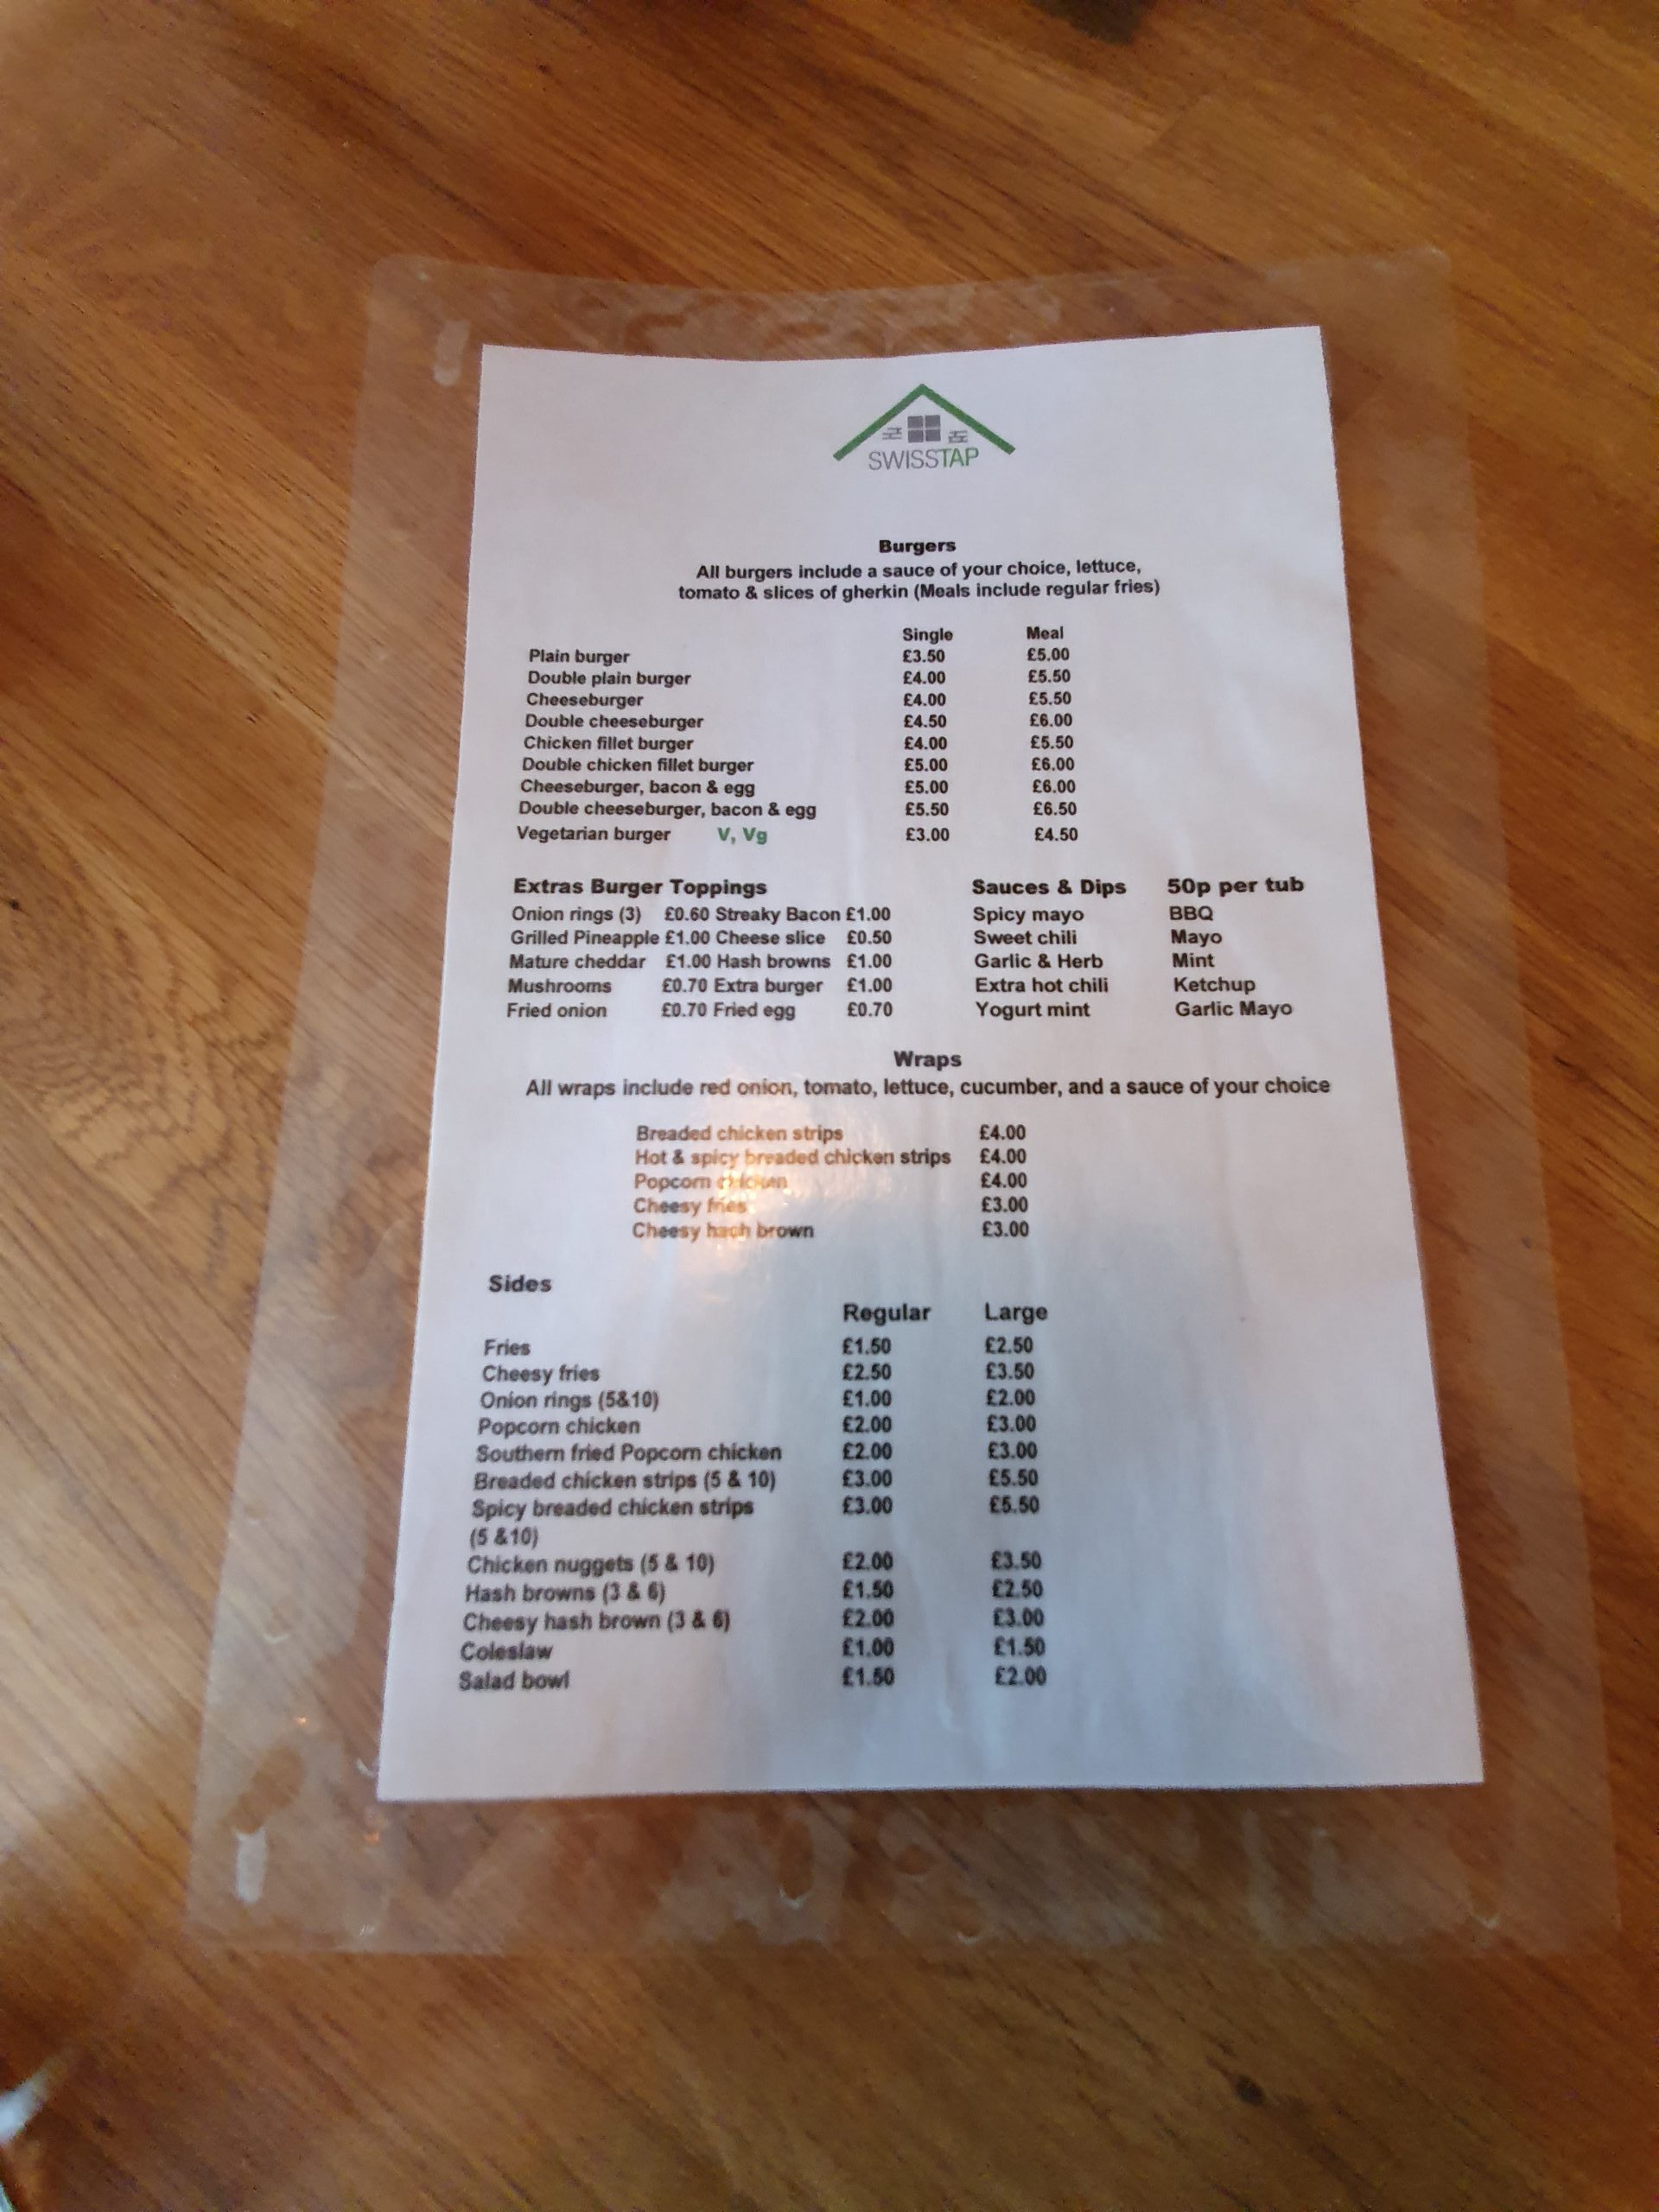 SWISSTAP
Burgers
All burgers include a sauce of your choice, lettuce,
tomato & slices of gherkin (Meals include regular fries)
Single Meal
Plain burger £3.50 £5.00
Double plain burger £4.00 £5.50
Cheeseburger £4.00 £5.50
Double cheeseburger £4.50 £6.00
Chicken fillet burger £4.00 £5.50
Double chicken fillet burger £5.00 £6.00
Cheeseburger, bacon & egg £5.00 £6.00
Double cheeseburger, bacon & egg £5.50 £6.50
Vegetarian burger V, Vg £3.00 £4.50
Extras Burger Toppings
Onion rings (3) £0.60 Streaky Bacon £1.00
Grilled Pineapple £1.00 Cheese slice £0.50
Mature cheddar £1.00 Hash browns £1.00
Mushrooms £0.70 Extra burger £1.00
Fried onion £0.70 Fried egg £0.70
Sauces & Dips 50p per tub
Spicy mayo BBQ
Sweet chili Mayo
Garlic & Herb Mint
Extra hot chili Ketchup
Yogurt mint Garlic Mayo
Wraps
All wraps include red onion, tomato, lettuce, cucumber, and a sauce of your choice
Breaded chicken strips £4.00
Hot & spicy breaded chicken strips £4.00
Popcorn chicken £4.00
Cheesy fries £3.00
Cheesy hach brown £3.00
Sides
Regular Large
Fries £1.50 £2.50
Cheesy fries £2.50 £3.50
Onion rings (5&10) £1.00 £2.00
Popcorn chicken £2.00 £3.00
Southern fried Popcorn chicken £2.00 £3.00
Breaded chicken strips (5 & 10) £3.00 £5.50
Spicy breaded chicken strips £3.00 £5.50
(5 &10)
Chicken nuggets (5 & 10) £2.00 £3.50
Hash browns (3 & 6) £1.50 £2.50
Cheesy hash brown (3 & 6) £2.00 £3.00
Coleslaw £1.00 £1.50
Salad bowl £1.50 £2.00